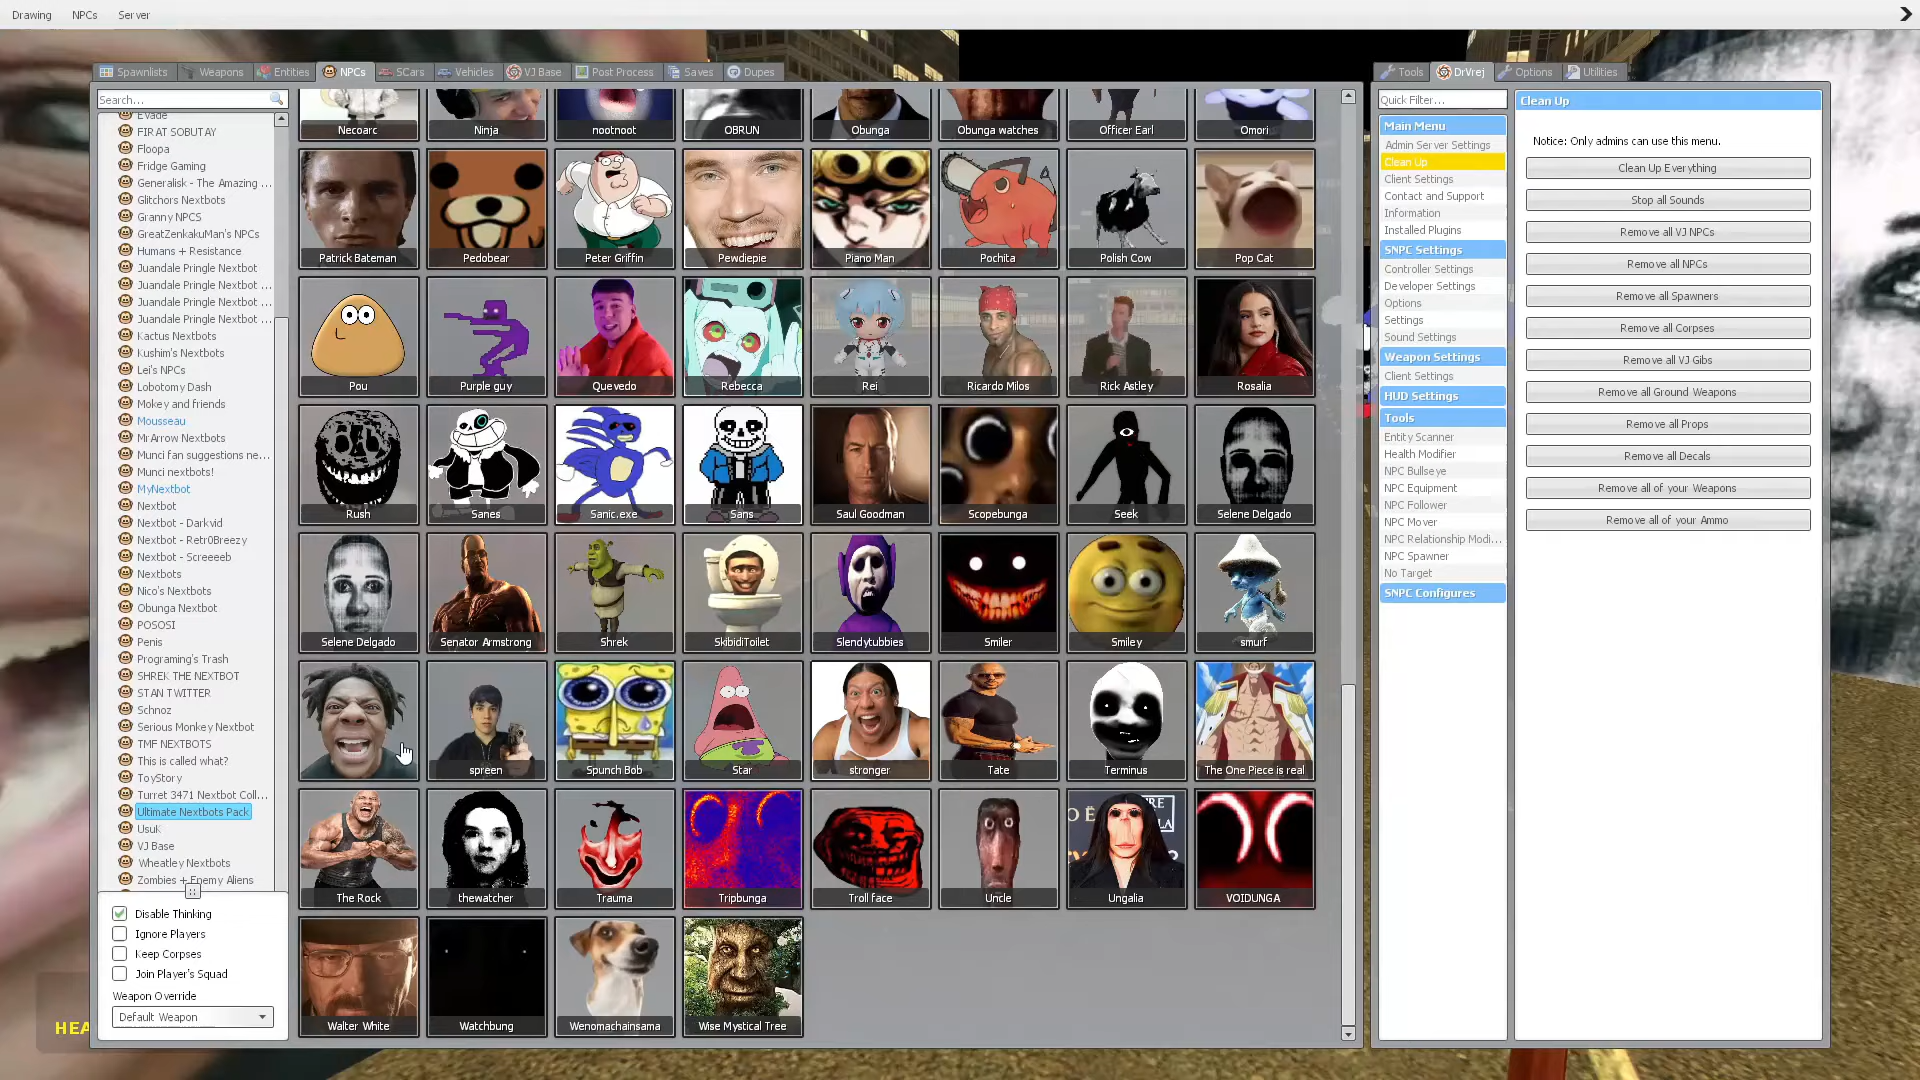 Drawing NPCs Server
Spawnlists Weapons Entities NPCs SCars Vehicles VJ Base Post Process Saves Dupes
Search...
Evade
FIRAT SOBUTAY
Floopa
Fridge Gaming
Generalisk - The Amazing ...
Glitchors Nextbots
Granny NPCS
GreatZenkakuMan's NPCs
Humans + Resistance
Juandale Pringle Nextbot
Juandale Pringle Nextbot ...
Juandale Pringle Nextbot ...
Juandale Pringle Nextbot ...
Kactus Nextbots
Kushim's Nextbots
Lei's NPCs
Lobotomy Dash
Mokey and friends
Mousseau
MrArrow Nextbots
Munci fan suggestions ne...
Munci nextbots!
MyNextbot
Nextbot
Nextbot - Darkvid
Nextbot - Retr0Breezy
Nextbot - Screeeeb
Nextbots
Nico's Nextbots
Obunga Nextbot
POSOSI
Penis
Programing's Trash
SHREK THE NEXTBOT
STAN TWITTER
Schnoz
Serious Monkey Nextbot
TMF NEXTBOTS
This is called what?
ToyStory
Turret 3471 Nextbot Coll...
Ultimate Nextbots Pack
UsuK
VJ Base
Wheatley Nextbots
Zombies + Enemy Aliens
Disable Thinking
Ignore Players
Keep Corpses
Join Player's Squad
Weapon Override
Default Weapon
HEA
Necoarc Ninja nootnoot OBRUN Obunga Obunga watches Officer Earl Omori
Patrick Bateman Pedobear Peter Griffin Pewdiepie Piano Man Pochita Polish Cow Pop Cat
Pou Purple guy Quevedo Rebecca Rei Ricardo Milos Rick Astley Rosalia
Rush Sanes Sanic.exe Sans Saul Goodman Scopebunga Seek Selene Delgado
Selene Delgado Senator Armstrong Shrek SkibidiToilet Slendytubbies Smiler Smiley smurf
spreen Spunch Bob Star stronger Tate Terminus The One Piece is real
The Rock thewatcher Trauma Tripbunga Troll face Uncle Ungalia VOIDUNGA
Walter White Watchbung Wenomachainsama Wise Mystical Tree
Tools DrVrej Options Utilities
Quick Filter...
Main Menu
Admin Server Settings
Clean Up
Client Settings
Contact and Support
Information
Installed Plugins
SNPC Settings
Controller Settings
Developer Settings
Options
Settings
Sound Settings
Weapon Settings
Client Settings
HUD Settings
Tools
Entity Scanner
Health Modifier
NPC Bullseye
NPC Equipment
NPC Follower
NPC Mover
NPC Relationship Modi...
NPC Spawner
No Target
SNPC Configures
Clean Up
Notice: Only admins can use this menu.
Clean Up Everything
Stop all Sounds
Remove all VJ NPCs
Remove all NPCs
Remove all Spawners
Remove all Corpses
Remove all VJ Gibs
Remove all Ground Weapons
Remove all Props
Remove all Decals
Remove all of your Weapons
Remove all of your Ammo